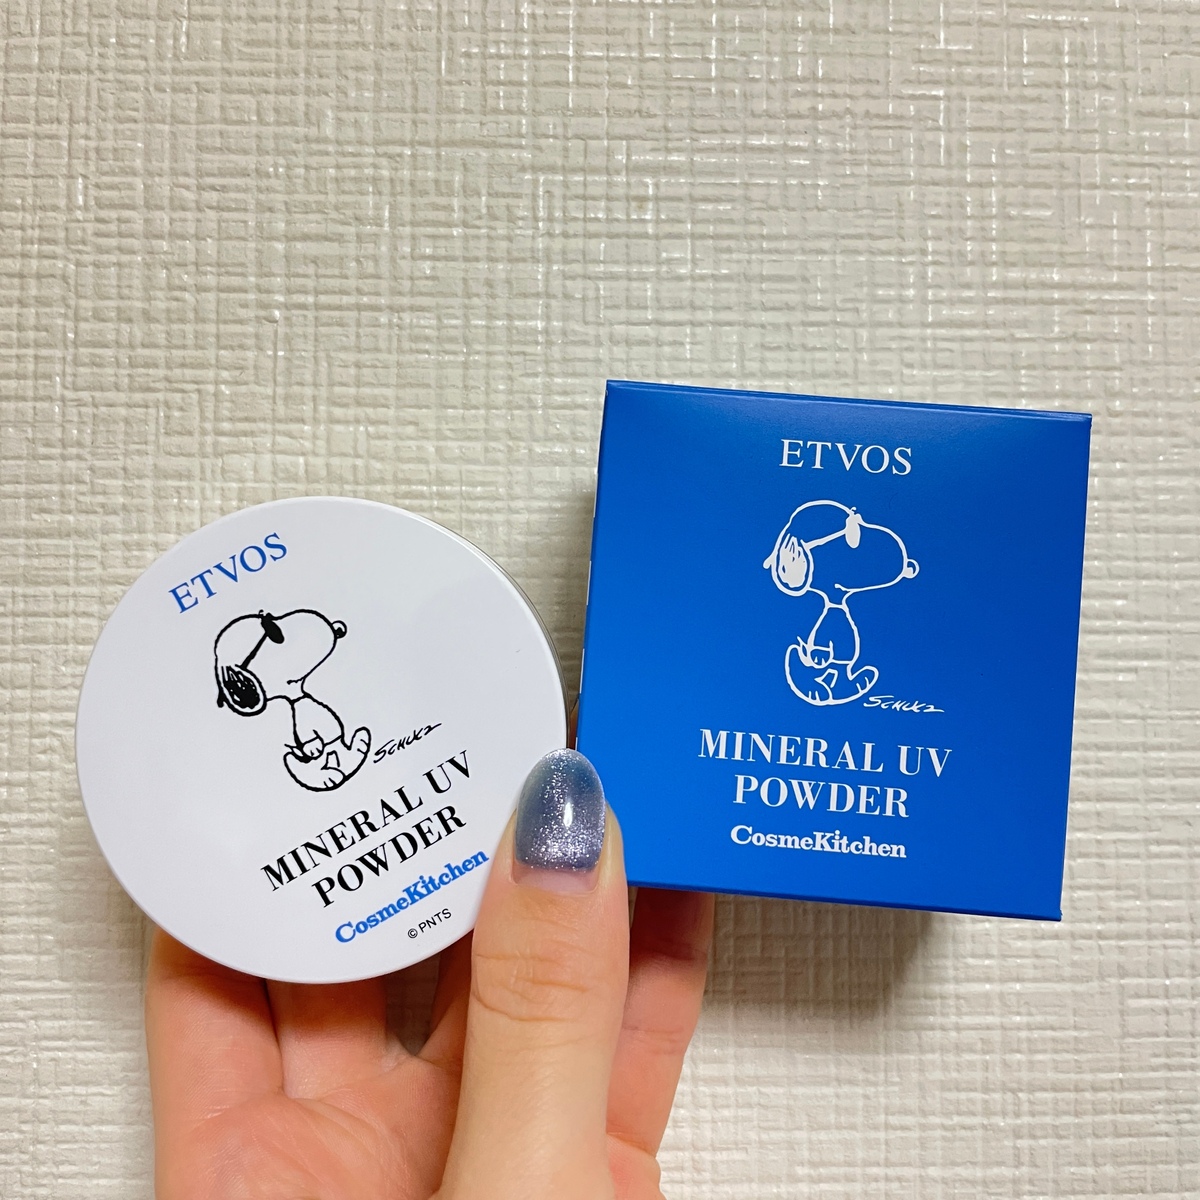 ETVOS
SCHULZ
MINERAL UV
POWDER
CosmeKitchen
© PNTS
ETVOS
SCHULZ
MINERAL UV
POWDER
CosmeKitchen